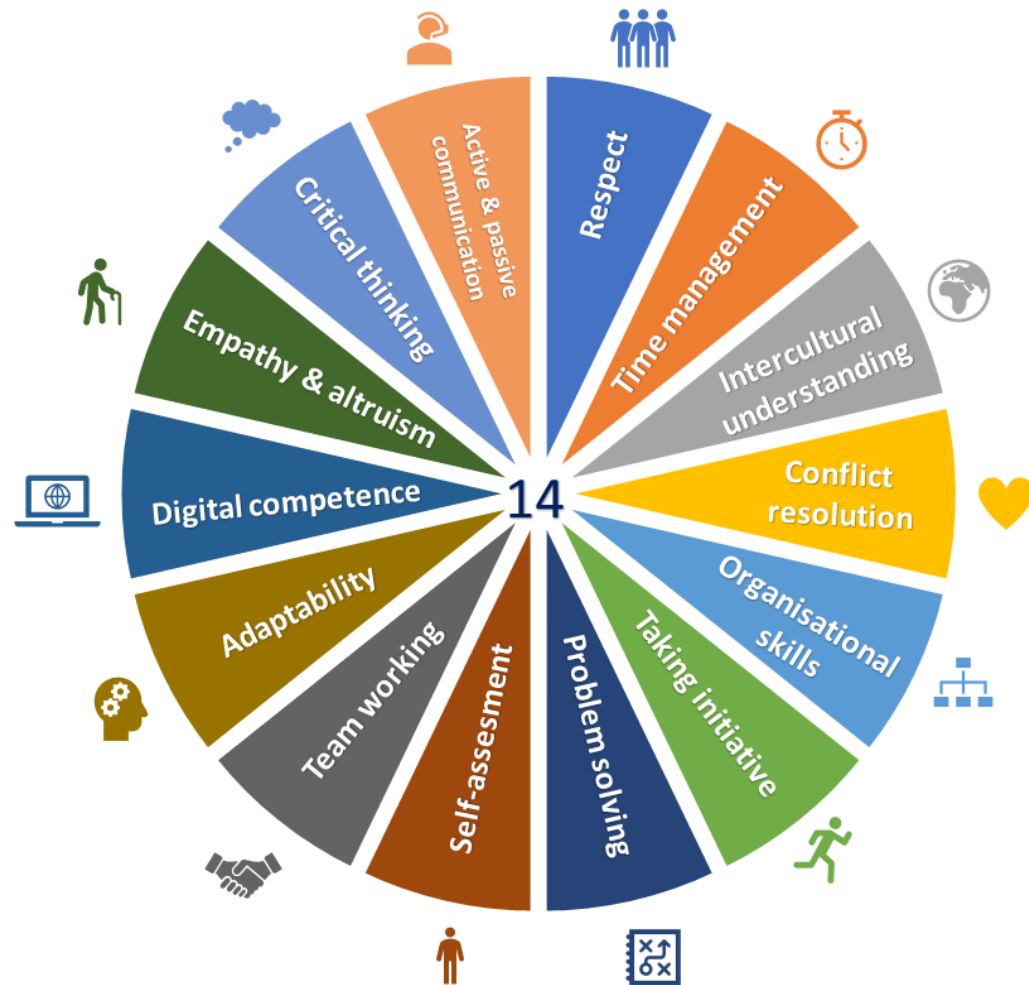 Respect
Time management
Intercultural
understanding
Conflict
resolution
Organisational
skills
Taking initiative
Problem solving
Self-assessment
Team working
Adaptability
Digital competence
Empathy & altruism
Critical thinking
Active & passive
communication
14